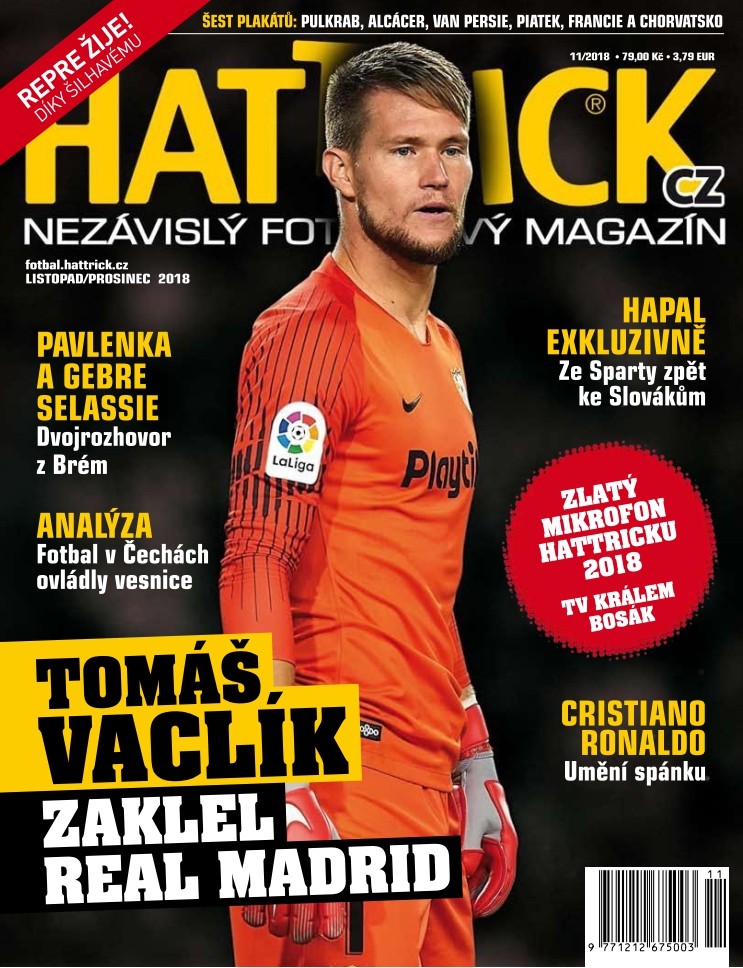 ŠEST PLAKÁTŮ: PULKRAB, ALCÁCER, VAN PERSIE, PIATEK, FRANCIE A CHORVATSKO
REPRE ŽIJE!
DÍKY ŠILHAVÉMU
11/2018 • 79,00 Kč • 3,79 EUR
HATTRICK®
CZ
NEZÁVISLÝ FOT VÝ MAGAZÍN
fotbal.hattrick.cz
LISTOPAD/PROSINEC 2018
PAVLENKA
A GEBRE
SELASSIE
Dvojrozhovor
z Brém
HAPAL
EXKLUZIVNĚ
Ze Sparty zpět
ke Slovákům
LaLiga
Playti
ANALÝZA
Fotbal v Čechách
ovládly vesnice
ZLATÝ
MIKROFON
HATTRICKU
2018
TV KRÁLEM
BOSÁK
TOMÁŠ
VACLÍK
ZAKLEL
REAL MADRID
CRISTIANO
RONALDO
Umění spánku
11
9 771212 675003